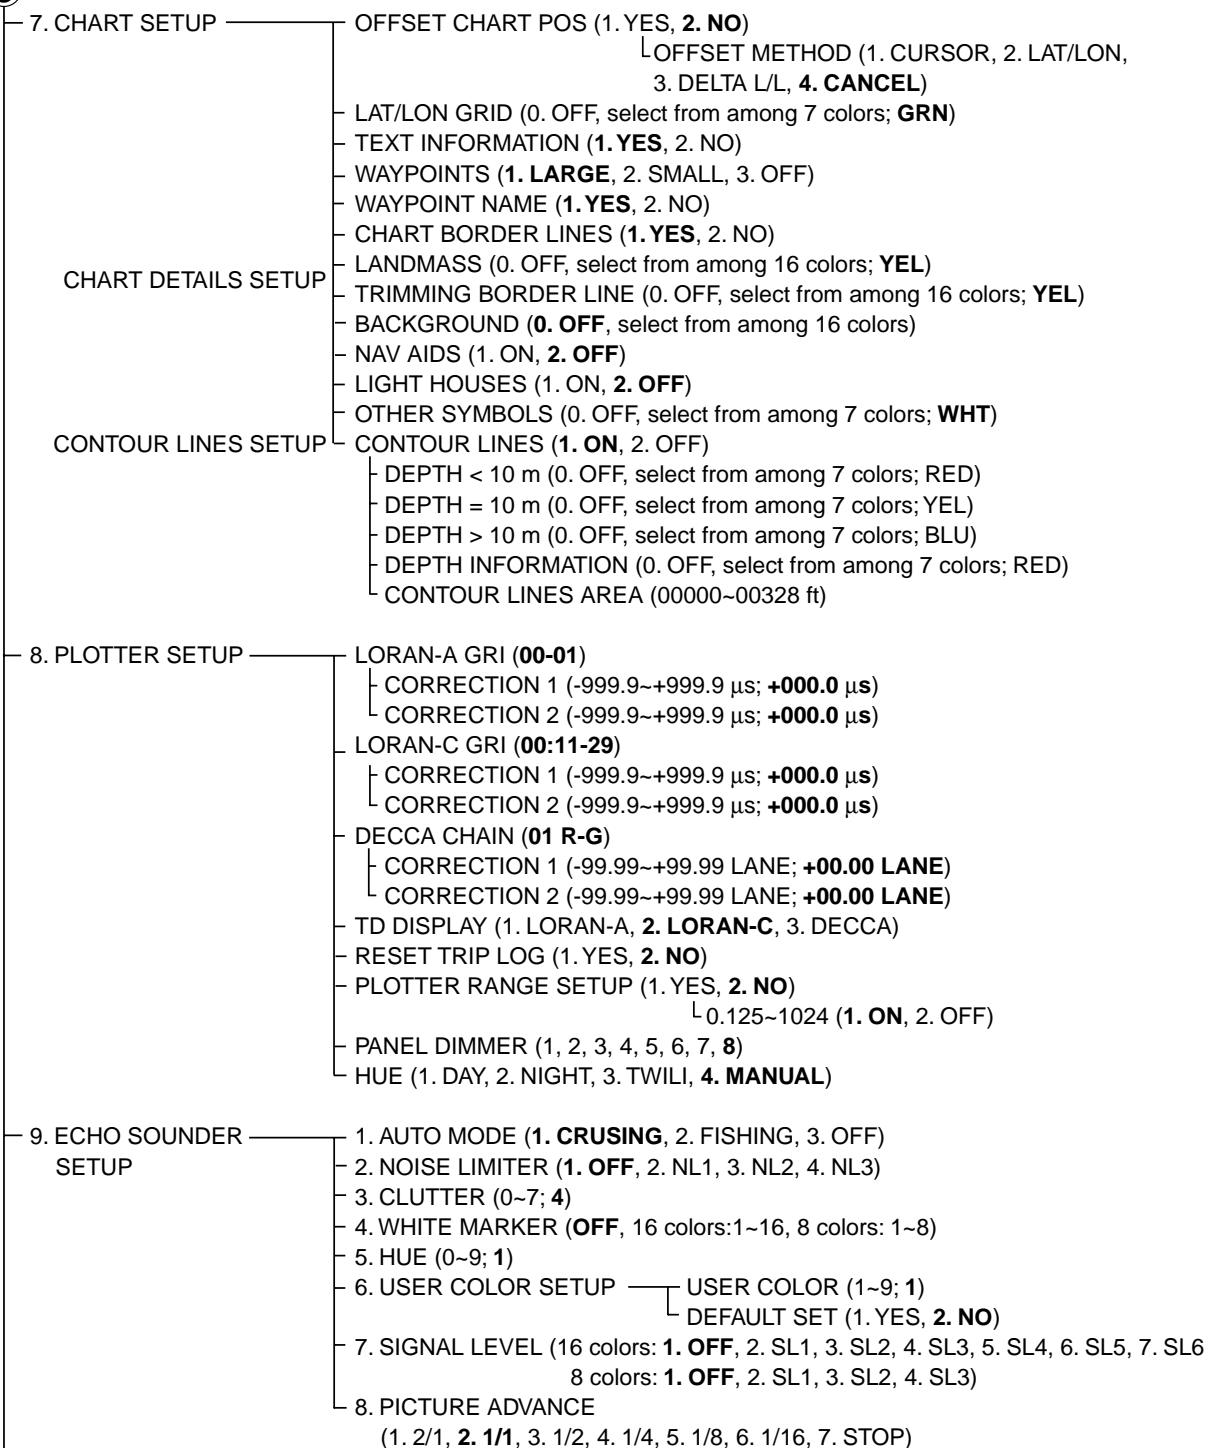 7. CHART SETUP
OFFSET CHART POS (1. YES, 2. NO)
OFFSET METHOD (1. CURSOR, 2. LAT/LON,
3. DELTA L/L, 4. CANCEL)
LAT/LON GRID (0. OFF, select from among 7 colors; GRN)
TEXT INFORMATION (1. YES, 2. NO)
WAYPOINTS (1. LARGE, 2. SMALL, 3. OFF)
WAYPOINT NAME (1. YES, 2. NO)
CHART BORDER LINES (1. YES, 2. NO)
CHART DETAILS SETUP
LANDMASS (0. OFF, select from among 16 colors; YEL)
TRIMMING BORDER LINE (0. OFF, select from among 16 colors; YEL)
BACKGROUND (0. OFF, select from among 16 colors)
NAV AIDS (1. ON, 2. OFF)
LIGHT HOUSES (1. ON, 2. OFF)
OTHER SYMBOLS (0. OFF, select from among 7 colors; WHT)
CONTOUR LINES SETUP
CONTOUR LINES (1. ON, 2. OFF)
DEPTH < 10 m (0. OFF, select from among 7 colors; RED)
DEPTH = 10 m (0. OFF, select from among 7 colors; YEL)
DEPTH > 10 m (0. OFF, select from among 7 colors; BLU)
DEPTH INFORMATION (0. OFF, select from among 7 colors; RED)
CONTOUR LINES AREA (00000~00328 ft)
8. PLOTTER SETUP
LORAN-A GRI (00-01)
CORRECTION 1 (-999.9~+999.9 µs; +000.0 µs)
CORRECTION 2 (-999.9~+999.9 µs; +000.0 µs)
LORAN-C GRI (00:11-29)
CORRECTION 1 (-999.9~+999.9 µs; +000.0 µs)
CORRECTION 2 (-999.9~+999.9 µs; +000.0 µs)
DECCA CHAIN (01 R-G)
CORRECTION 1 (-99.99~+99.99 LANE; +00.00 LANE)
CORRECTION 2 (-99.99~+99.99 LANE; +00.00 LANE)
TD DISPLAY (1. LORAN-A, 2. LORAN-C, 3. DECCA)
RESET TRIP LOG (1. YES, 2. NO)
PLOTTER RANGE SETUP (1. YES, 2. NO)
0.125~1024 (1. ON, 2. OFF)
PANEL DIMMER (1, 2, 3, 4, 5, 6, 7, 8)
HUE (1. DAY, 2. NIGHT, 3. TWILI, 4. MANUAL)
9. ECHO SOUNDER
SETUP
1. AUTO MODE (1. CRUSING, 2. FISHING, 3. OFF)
2. NOISE LIMITER (1. OFF, 2. NL1, 3. NL2, 4. NL3)
3. CLUTTER (0~7; 4)
4. WHITE MARKER (OFF, 16 colors:1~16, 8 colors: 1~8)
5. HUE (0~9; 1)
6. USER COLOR SETUP
USER COLOR (1~9; 1)
DEFAULT SET (1. YES, 2. NO)
7. SIGNAL LEVEL (16 colors: 1. OFF, 2. SL1, 3. SL2, 4. SL3, 5. SL4, 6. SL5, 7. SL6
8 colors: 1. OFF, 2. SL1, 3. SL2, 4. SL3)
8. PICTURE ADVANCE
(1. 2/1, 2. 1/1, 3. 1/2, 4. 1/4, 5. 1/8, 6. 1/16, 7. STOP)